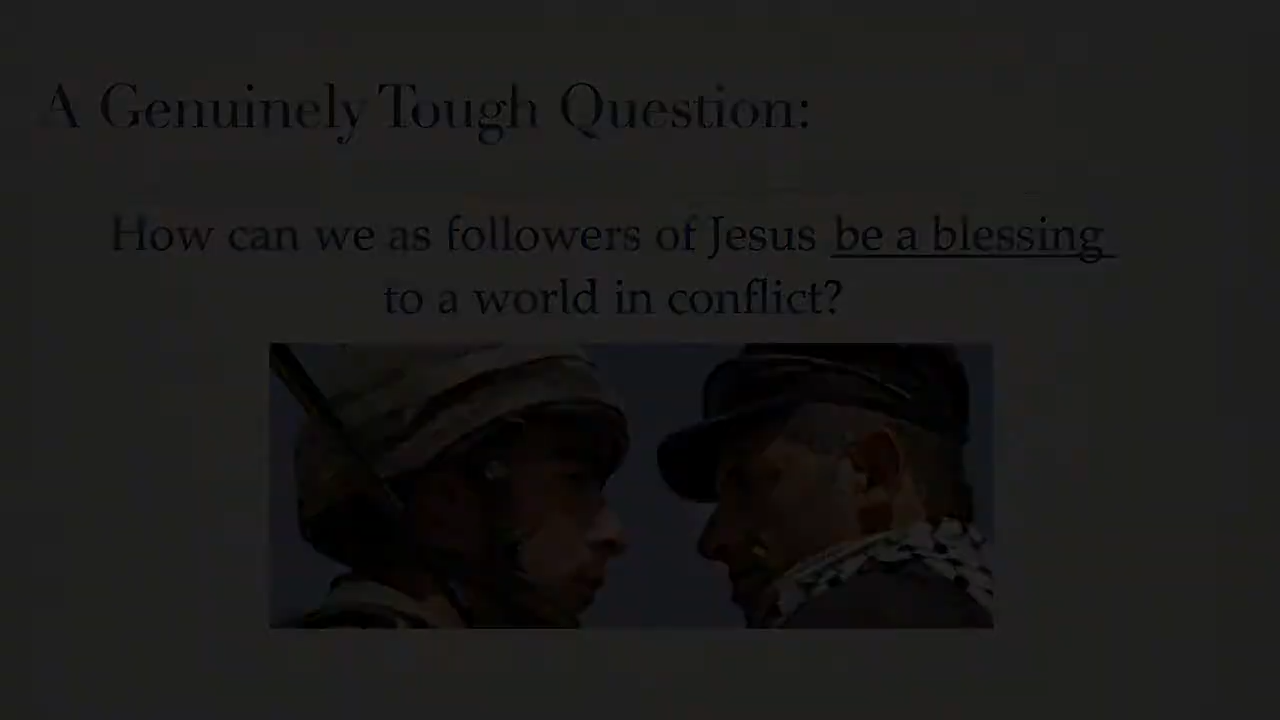 A Genuinely Tough Question:
How can we as followers of Jesus be a blessing
to a world in conflict?